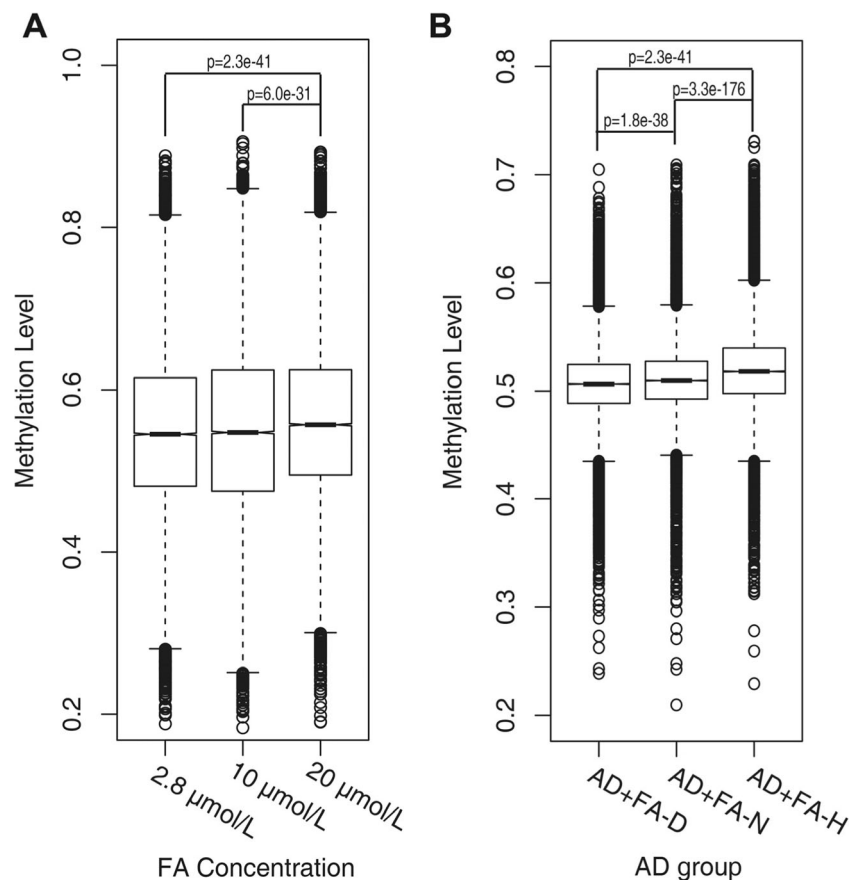 A
B
p=2.3e-41
p=6.0e-31
p=2.3e-41
p=3.3e-176
p=1.8e-38
Methylation Level
1.0
0.8
0.6
0.4
0.2
Methylation Level
0.8
0.7
0.6
0.5
0.4
0.3
0.2
2.8 µmol/L
10 µmol/L
20 µmol/L
AD+FA-D
AD+FA-N
AD+FA-H
FA Concentration
AD group